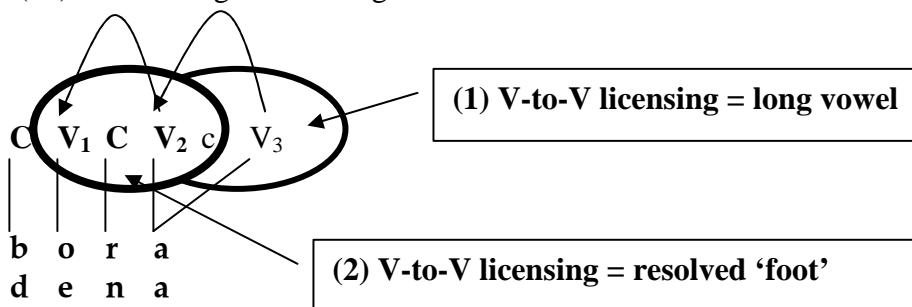 (1) V-to-V licensing = long vowel
C V₁ C V₂ c V₃
b o r a
d e n a
(2) V-to-V licensing = resolved ‘foot’